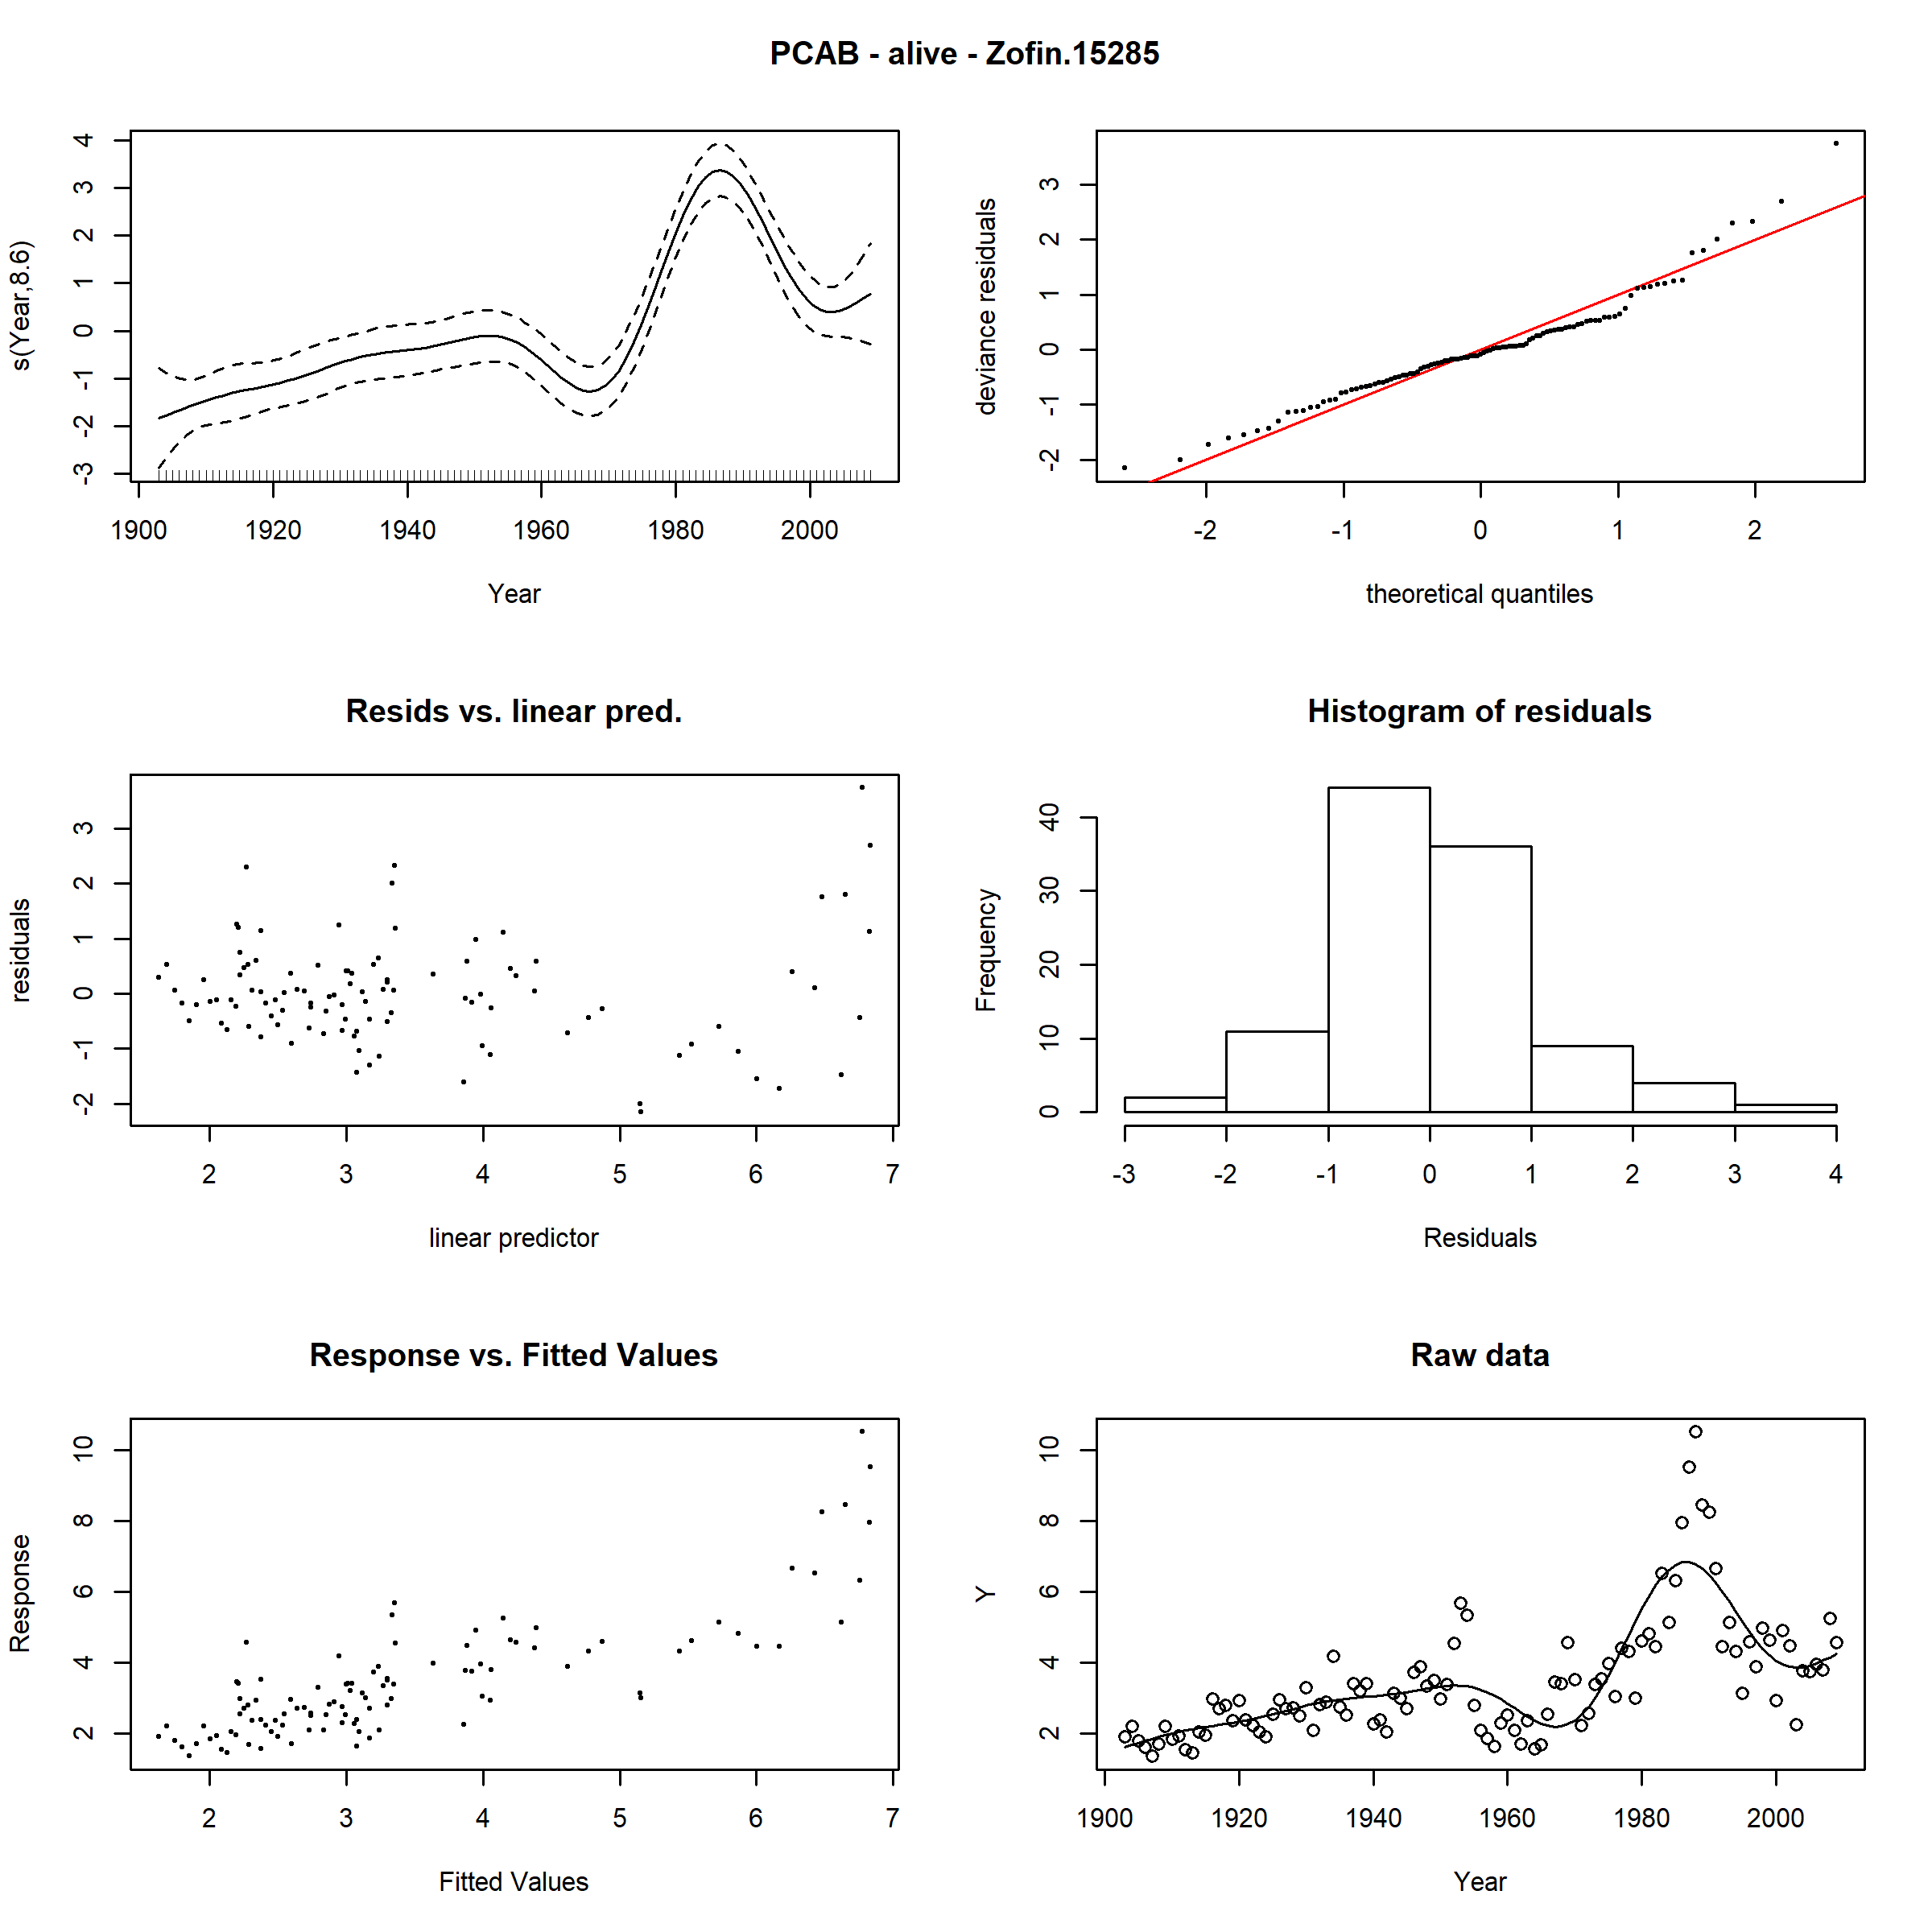 PCAB - alive - Zofin.15285
s(Year,8.6)
4
3
2
1
0
-1
-2
-3
1900 1920 1940 1960 1980 2000
Year
deviance residuals
3
2
1
0
-1
-2
-2 -1 0 1 2
theoretical quantiles
Resids vs. linear pred.
residuals
3
2
1
0
-1
-2
2 3 4 5 6 7
linear predictor
Histogram of residuals
Frequency
40
30
20
10
0
-3 -2 -1 0 1 2 3 4
Residuals
Response vs. Fitted Values
Response
10
8
6
4
2
2 3 4 5 6 7
Fitted Values
Raw data
Y
10
8
6
4
2
1900 1920 1940 1960 1980 2000
Year